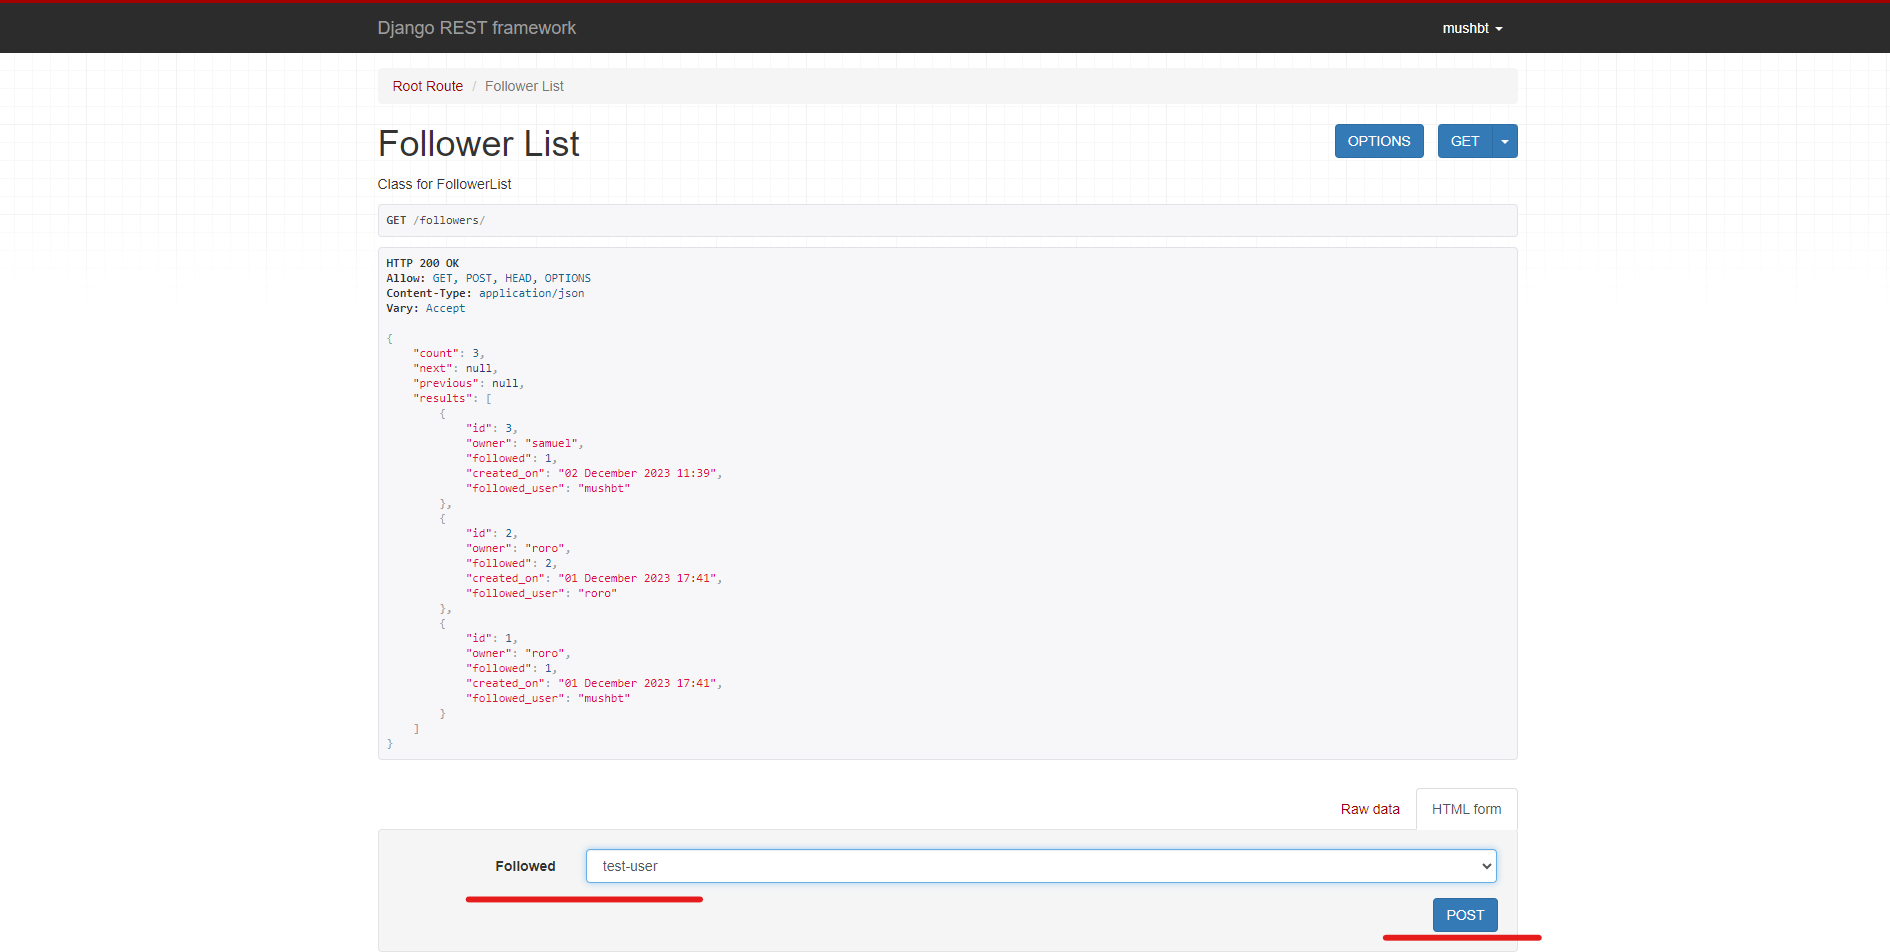 Django REST framework
mushbt
Root Route / Follower List
Follower List
OPTIONS
GET
Class for FollowerList
GET /followers/
HTTP 200 OK
Allow: GET, POST, HEAD, OPTIONS
Content-Type: application/json
Vary: Accept
{
    "count": 3,
    "next": null,
    "previous": null,
    "results": [
        {
            "id": 3,
            "owner": "samuel",
            "followed": 1,
            "created_on": "02 December 2023 11:39",
            "followed_user": "mushbt"
        },
        {
            "id": 2,
            "owner": "roro",
            "followed": 2,
            "created_on": "01 December 2023 17:41",
            "followed_user": "roro"
        },
        {
            "id": 1,
            "owner": "roro",
            "followed": 1,
            "created_on": "01 December 2023 17:41",
            "followed_user": "mushbt"
        }
    ]
}
Raw data
HTML form
Followed
test-user
POST